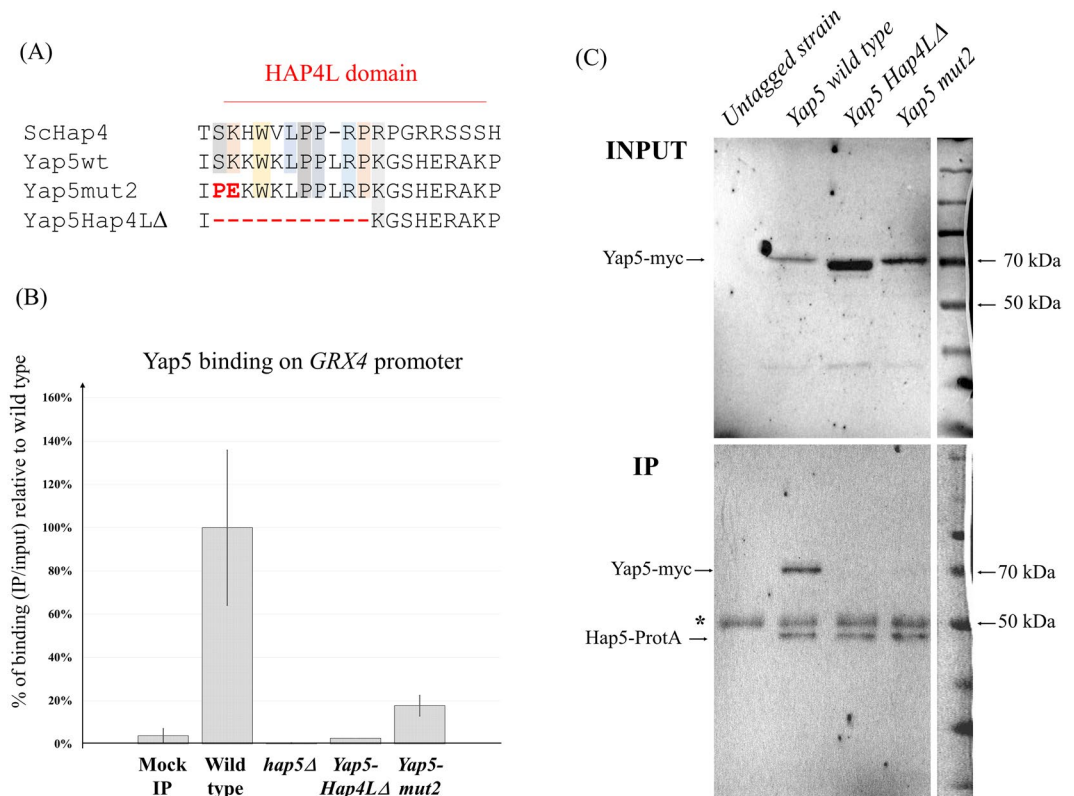 (A)
HAP4L domain
ScHap4 TSKHWVLPP-RPRPGRRSSSH
Yap5wt ISKKWKLPPLRPKGSHERAKP
Yap5mut2 IPEKWKLPPLRPKGSHERAKP
Yap5Hap4LΔ I-----------KGSHERAKP
(B)
Yap5 binding on GRX4 promoter
% of binding (IP/input) relative to wild type
160%
140%
120%
100%
80%
60%
40%
20%
0%
Mock IP
Wild type
hap5Δ
Yap5-Hap4LΔ
Yap5-mut2
(C)
Untagged strain
Yap5 wild type
Yap5 Hap4LΔ
Yap5 mut2
INPUT
Yap5-myc
70 kDa
50 kDa
IP
Yap5-myc
70 kDa
*
50 kDa
Hap5-ProtA